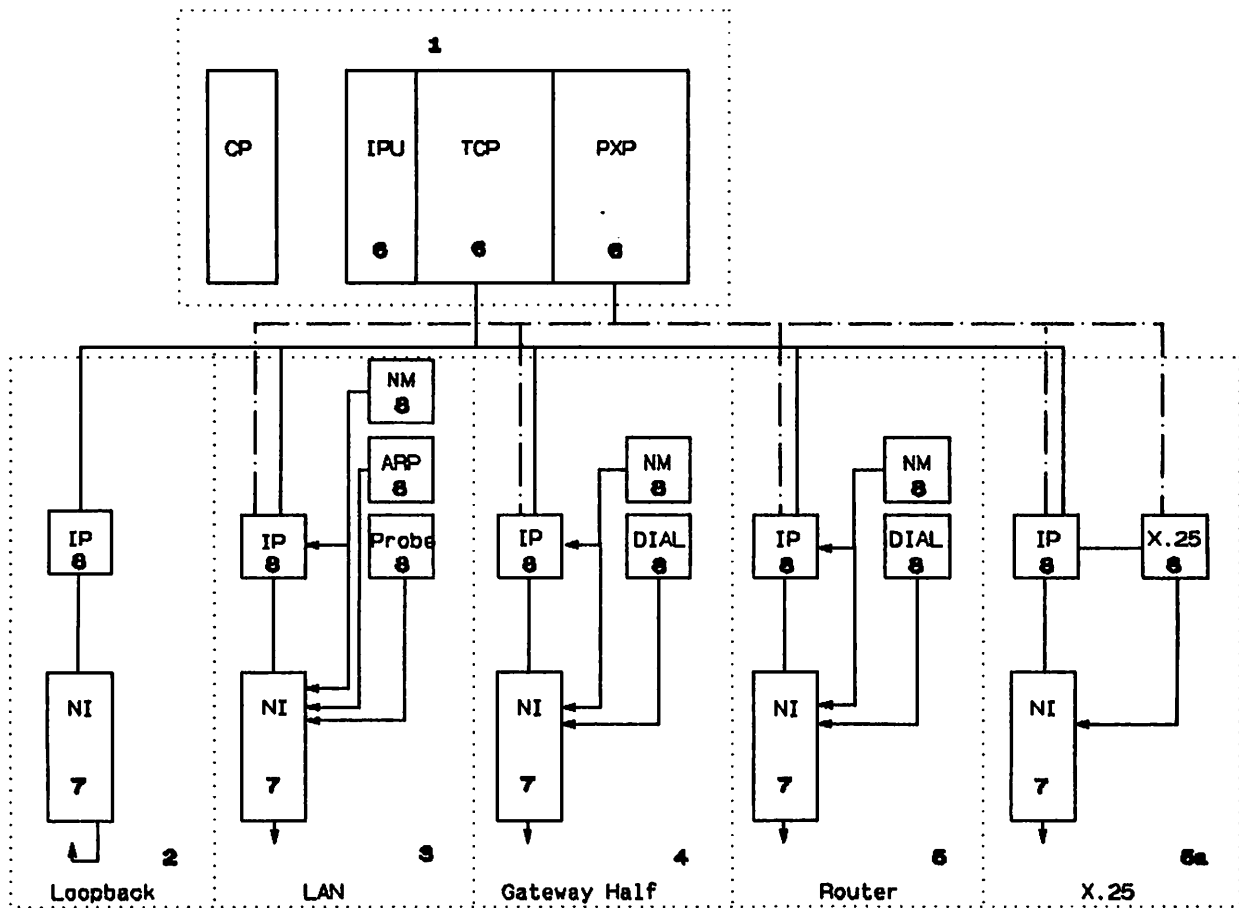 1
CP IPU TCP PXP
6 6 6
NM
8
ARP NM NM
8 8 8
IP IP Probe IP DIAL IP DIAL IP X.25
8 8 8 8 8 8 8 8 8
NI NI NI NI NI
7 7 7 7 7
2 3 4 5 5a
Loopback LAN Gateway Half Router X.25